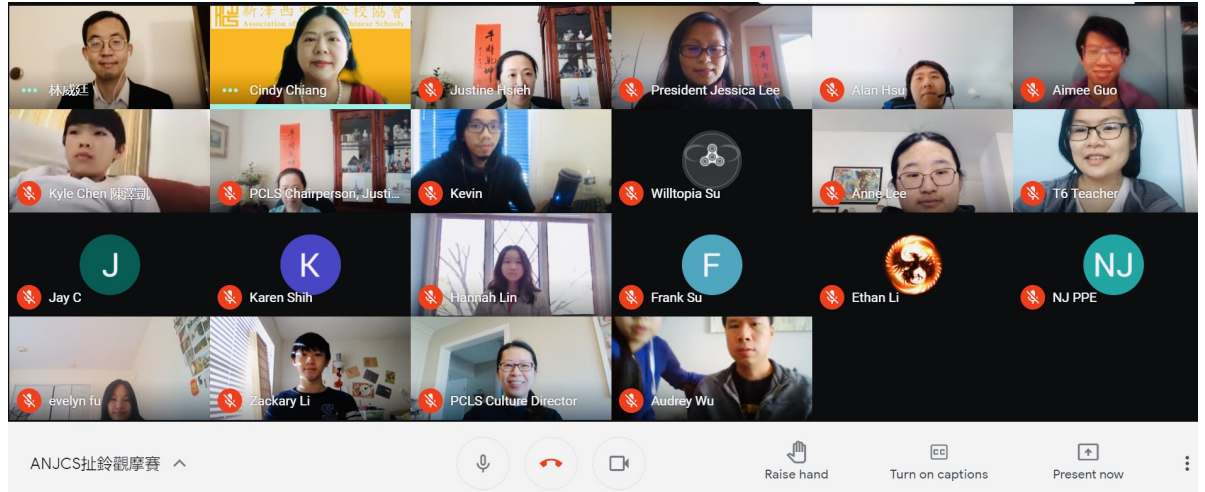 新澤西
學校協會
Association of
Chinese Schools
林威廷
Cindy Chiang
Justine Hsieh
President Jessica Lee
Alan Hsu
Aimee Guo
Kyle Chen 陳澤凱
PCLS Chairperson, Justi...
Kevin
Willtopia Su
Anne Lee
T6 Teacher
J
K
F
NJ
Jay C
Karen Shih
Hannah Lin
Frank Su
Ethan Li
NJ PPE
evelyn fu
Zackary Li
PCLS Culture Director
Audrey Wu
ANJCS扯鈴觀摩賽
CC
Raise hand
Turn on captions
Present now